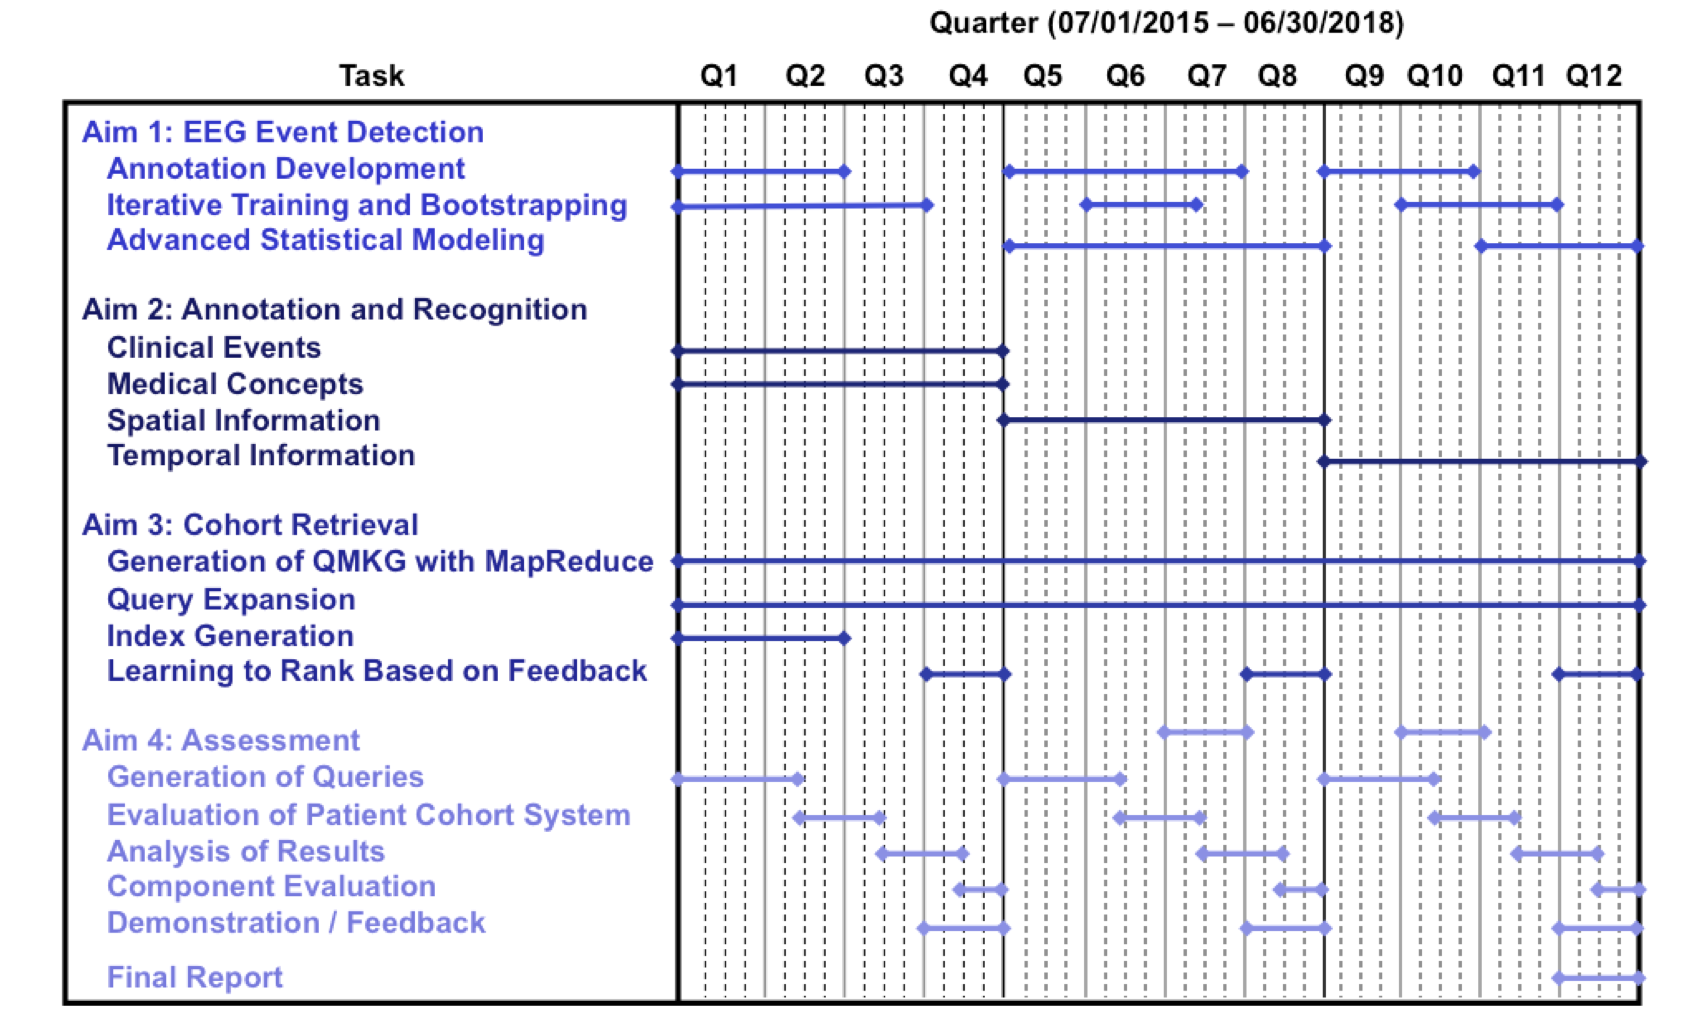 Quarter (07/01/2015 – 06/30/2018)
Task Q1 Q2 Q3 Q4 Q5 Q6 Q7 Q8 Q9 Q10 Q11 Q12
Aim 1: EEG Event Detection
Annotation Development
Iterative Training and Bootstrapping
Advanced Statistical Modeling
Aim 2: Annotation and Recognition
Clinical Events
Medical Concepts
Spatial Information
Temporal Information
Aim 3: Cohort Retrieval
Generation of QMKG with MapReduce
Query Expansion
Index Generation
Learning to Rank Based on Feedback
Aim 4: Assessment
Generation of Queries
Evaluation of Patient Cohort System
Analysis of Results
Component Evaluation
Demonstration / Feedback
Final Report